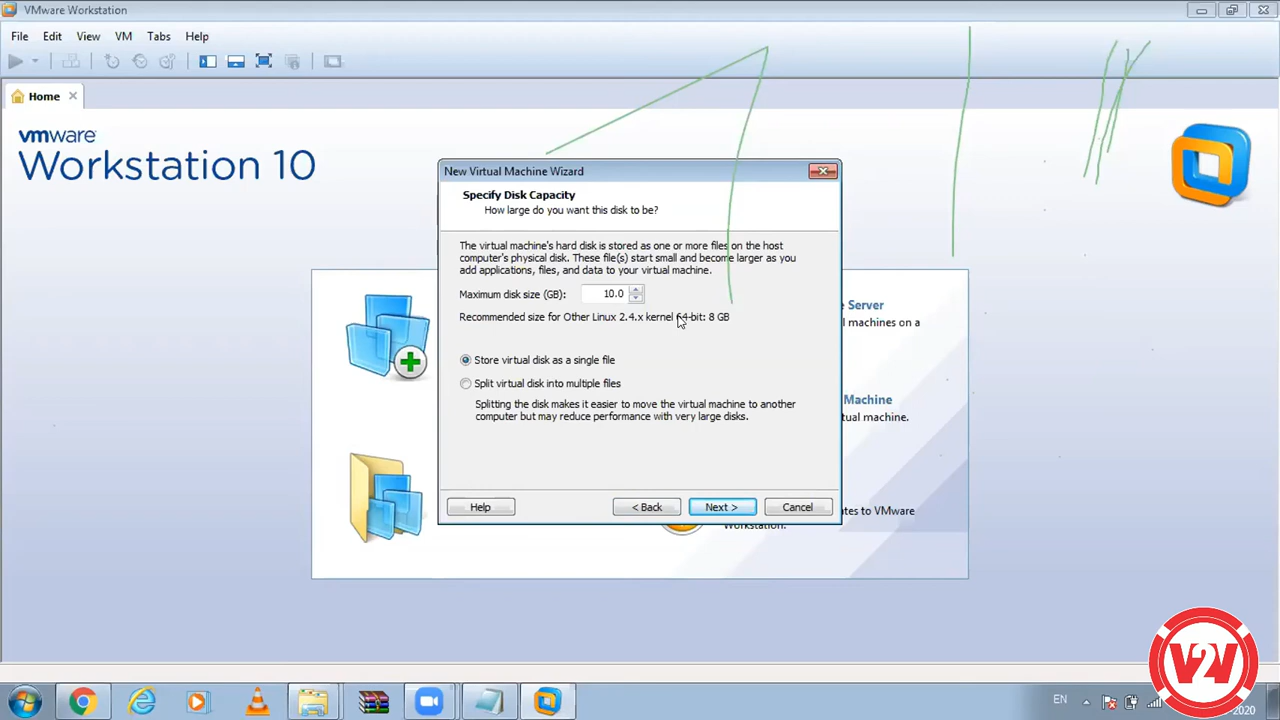 VMware Workstation
File Edit View VM Tabs Help
Home
vmware
Workstation 10
New Virtual Machine Wizard
Specify Disk Capacity
How large do you want this disk to be?
The virtual machine's hard disk is stored as one or more files on the host
computer's physical disk. These file(s) start small and become larger as you
add applications, files, and data to your virtual machine.
Maximum disk size (GB): 10.0
Recommended size for Other Linux 2.4.x kernel 64-bit: 8 GB
Store virtual disk as a single file
Split virtual disk into multiple files
Splitting the disk makes it easier to move the virtual machine to another
computer but may reduce performance with very large disks.
Help < Back Next > Cancel
Server
machines on a
Machine
machine.
to VMware
Workstation.
EN
2020
V2V